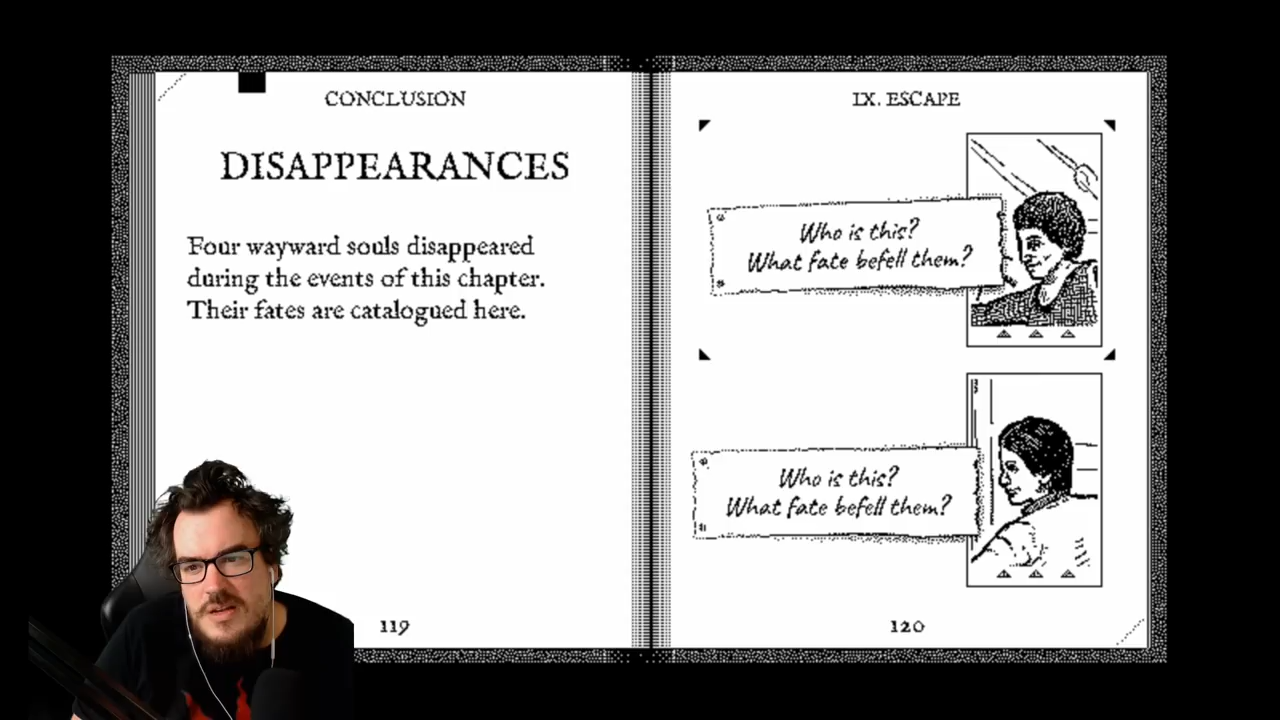 CONCLUSION
DISAPPEARANCES
Four wayward souls disappeared
during the events of this chapter.
Their fates are catalogued here.
119
IX. ESCAPE
Who is this?
What fate befell them?
Who is this?
What fate befell them?
120